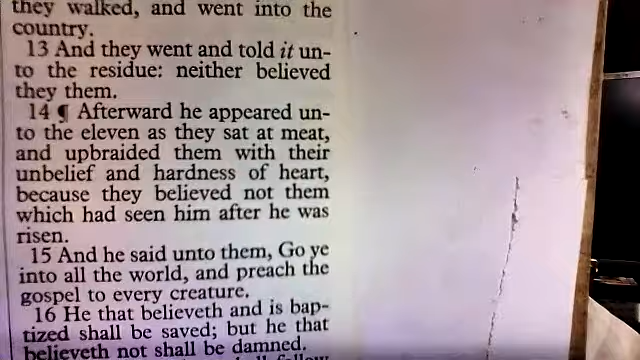 they walked, and went into the
country.
13 And they went and told it un-
to the residue: neither believed
they them.
14 ¶ Afterward he appeared un-
to the eleven as they sat at meat,
and upbraided them with their
unbelief and hardness of heart,
because they believed not them
which had seen him after he was
risen.
15 And he said unto them, Go ye
into all the world, and preach the
gospel to every creature.
16 He that believeth and is bap-
tized shall be saved; but he that
believeth not shall be damned.
shall follow